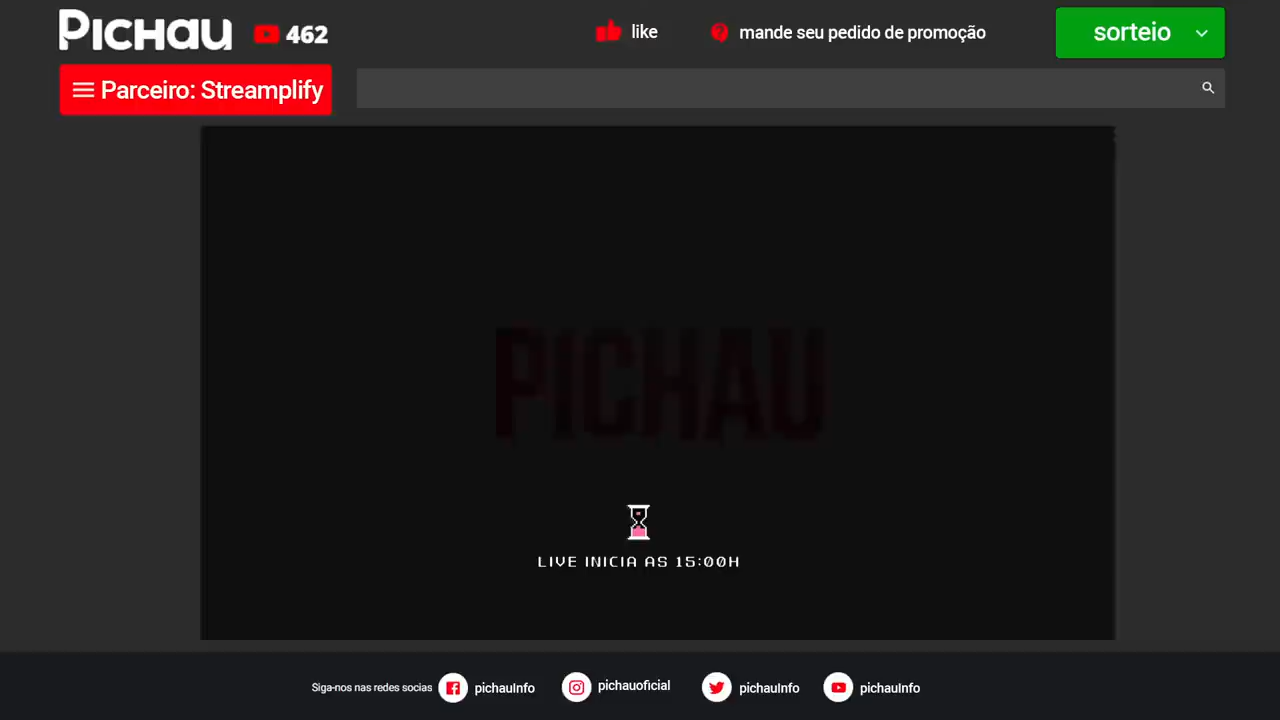 PICHAU
462
like
mande seu pedido de promoção
sorteio
Parceiro: Streamplify
PICHAU
LIVE INICIA AS 15:00H
Siga-nos nas redes socias
pichauInfo
pichauoficial
pichauInfo
pichauInfo